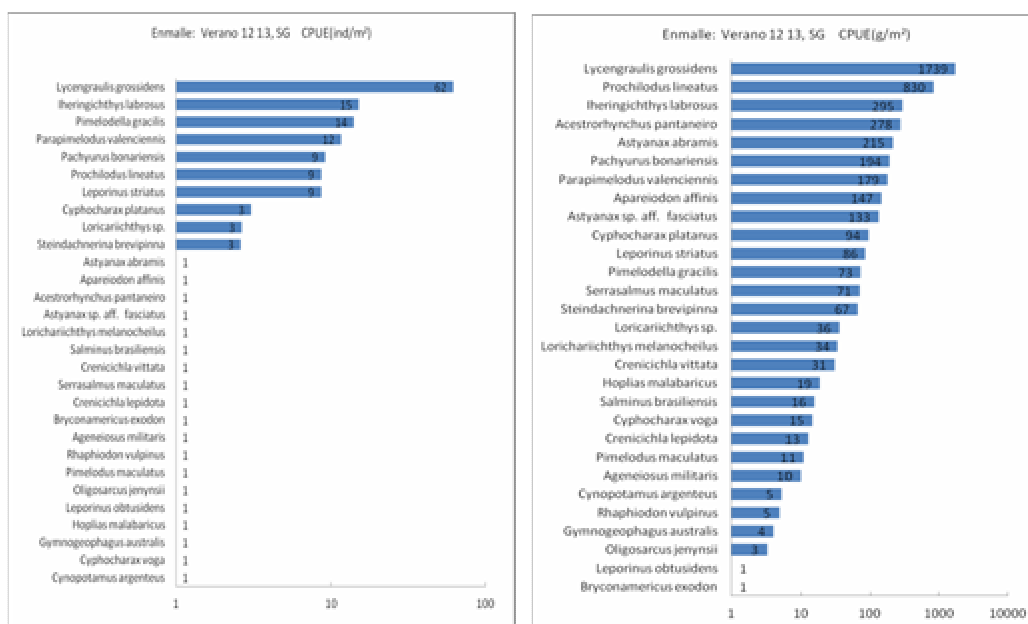 Enmalle: Verano 12 13, SG CPUE(ind/m²)
Lycengraulis grossidens 62
Iheringichthys labrosus 15
Pimelodella gracilis 14
Parapimelodus valenciennis 12
Pachyurus bonariensis 9
Prochilodus lineatus 9
Leporinus striatus 9
Cyphocharax platanus 3
Loricariichthys sp. 3
Steindachnerina brevipinna 3
Astyanax abramis 1
Apareiodon affinis 1
Acestrorhynchus pantaneiro 1
Astyanax sp. aff. fasciatus 1
Lorichariichthys melanocheilus 1
Salminus brasiliensis 1
Crenicichla vittata 1
Serrasalmus maculatus 1
Crenicichla lepidota 1
Bryconamericus exodon 1
Ageneiosus militaris 1
Rhaphiodon vulpinus 1
Pimelodus maculatus 1
Oligosarcus jenynsii 1
Leporinus obtusidens 1
Hoplias malabaricus 1
Gymnogeophagus australis 1
Cyphocharax voga 1
Cynopotamus argenteus 1
1 10 100
Enmalle: Verano 12 13, SG CPUE(g/m²)
Lycengraulis grossidens 1739
Prochilodus lineatus 830
Iheringichthys labrosus 295
Acestrorhynchus pantaneiro 278
Astyanax abramis 215
Pachyurus bonariensis 194
Parapimelodus valenciennis 179
Apareiodon affinis 147
Astyanax sp. aff. fasciatus 133
Cyphocharax platanus 94
Leporinus striatus 86
Pimelodella gracilis 73
Serrasalmus maculatus 71
Steindachnerina brevipinna 67
Loricariichthys sp. 36
Lorichariichthys melanocheilus 34
Crenicichla vittata 31
Hoplias malabaricus 19
Salminus brasiliensis 16
Cyphocharax voga 15
Crenicichla lepidota 13
Pimelodus maculatus 11
Ageneiosus militaris 10
Cynopotamus argenteus 5
Rhaphiodon vulpinus 5
Gymnogeophagus australis 4
Oligosarcus jenynsii 3
Leporinus obtusidens 1
Bryconamericus exodon 1
1 10 100 1000 10000